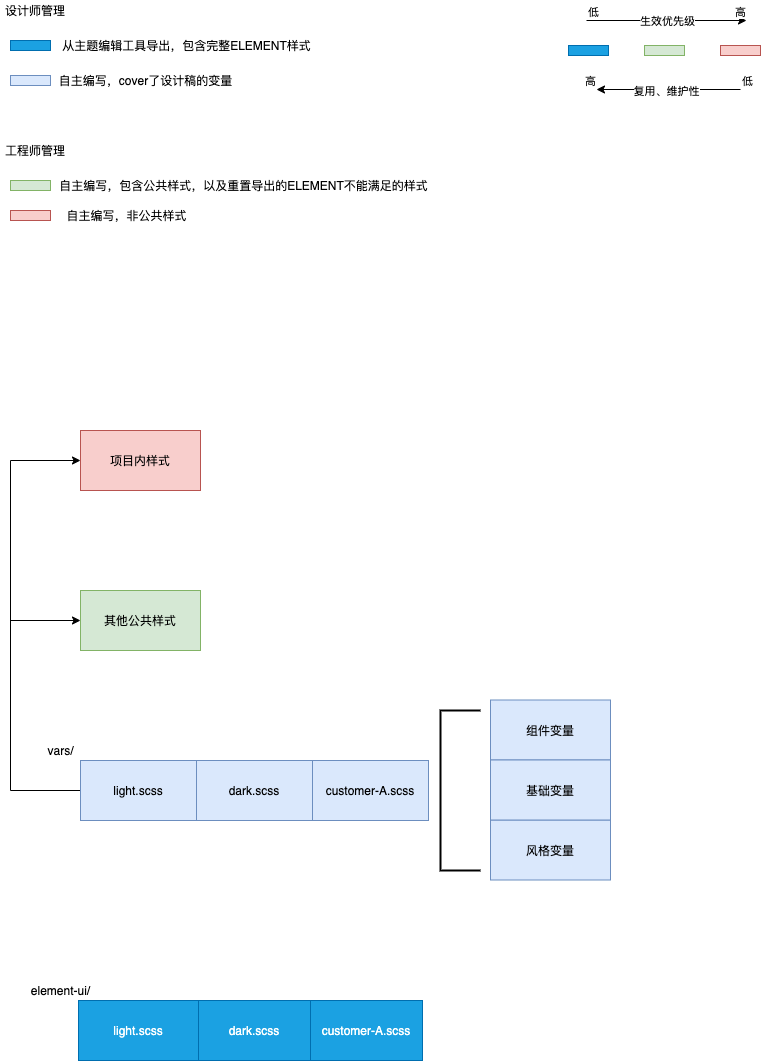 设计师管理
从主题编辑工具导出，包含完整ELEMENT样式
自主编写，cover了设计稿的变量
低
高
生效优先级
高
低
复用、维护性
工程师管理
自主编写，包含公共样式，以及重置导出的ELEMENT不能满足的样式
自主编写，非公共样式
项目内样式
其他公共样式
vars/
light.scss
dark.scss
customer-A.scss
组件变量
基础变量
风格变量
element-ui/
light.scss
dark.scss
customer-A.scss